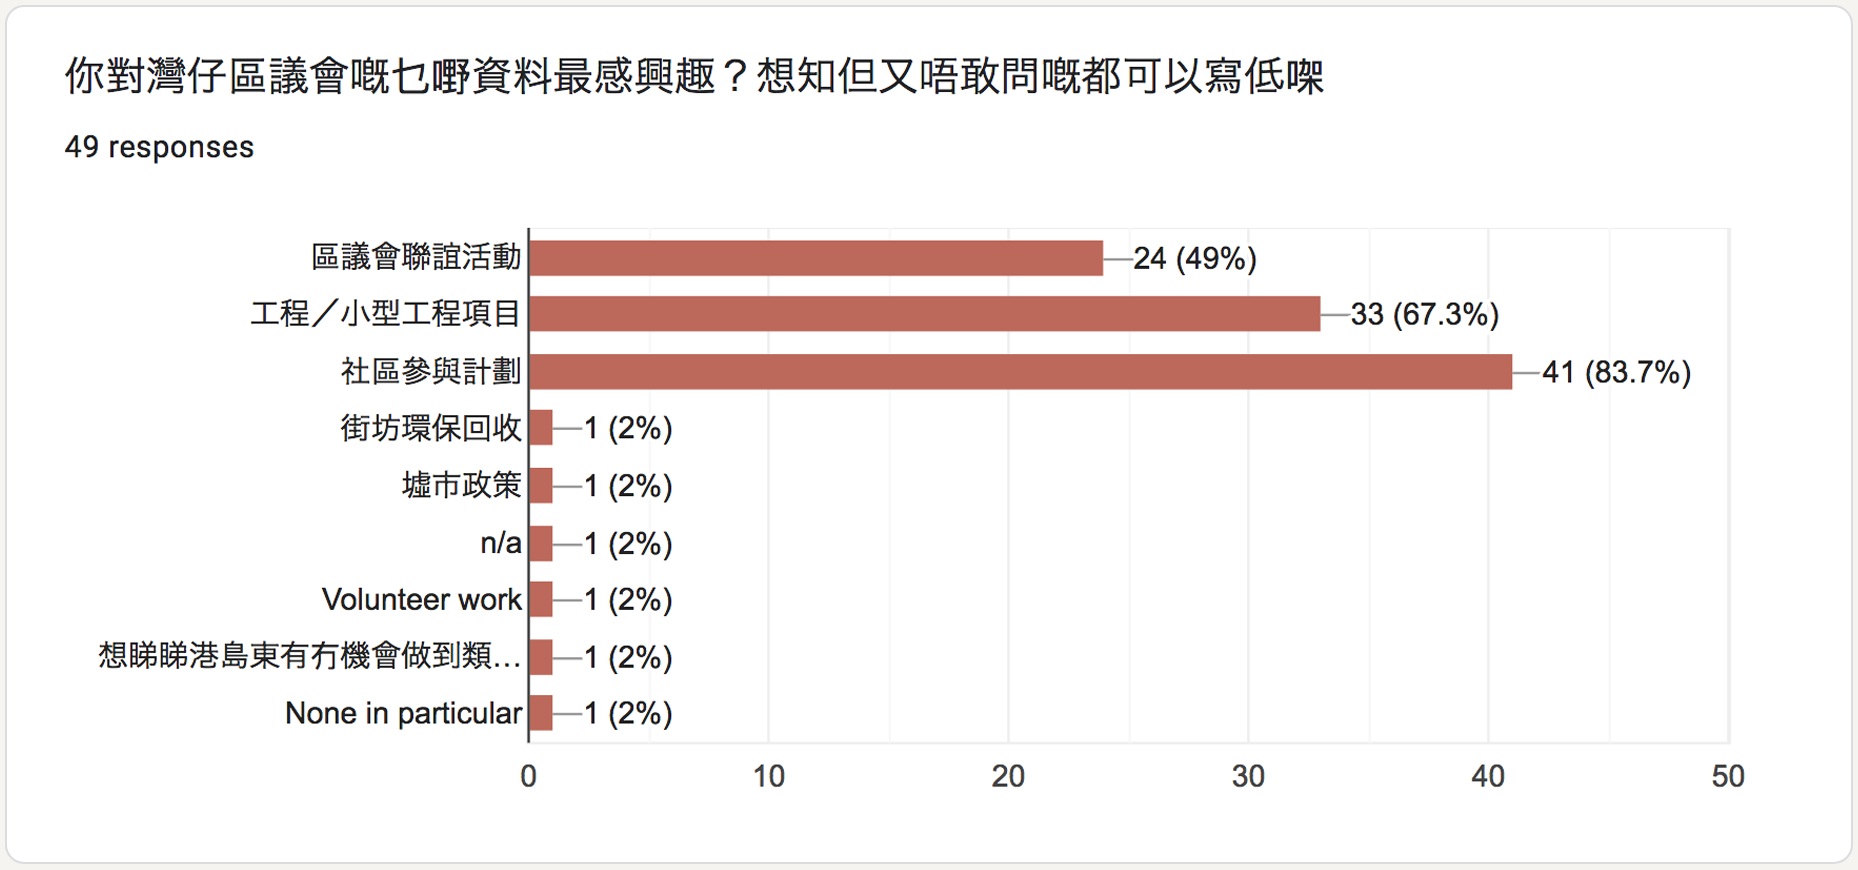 你對灣仔區議會嘅乜嘢資料最感興趣？想知但又唔敢問嘅都可以寫低㗎
49 responses
區議會聯誼活動
24 (49%)
工程／小型工程項目
33 (67.3%)
社區參與計劃
41 (83.7%)
街坊環保回收
1 (2%)
墟市政策
1 (2%)
n/a
1 (2%)
Volunteer work
1 (2%)
想睇睇港島東有冇機會做到類…
1 (2%)
None in particular
1 (2%)
0 10 20 30 40 50